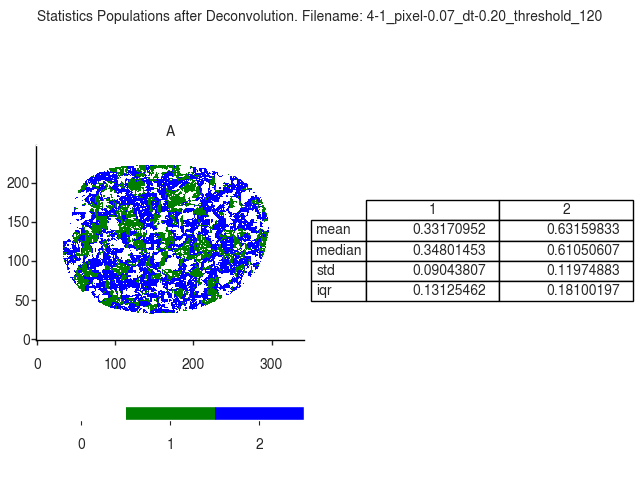 Statistics Populations after Deconvolution. Filename: 4-1_pixel-0.07_dt-0.20_threshold_120
A
200
150
100
50
0
0 100 200 300
1 2
mean 0.33170952 0.63159833
median 0.34801453 0.61050607
std 0.09043807 0.11974883
iqr 0.13125462 0.18100197
0 1 2